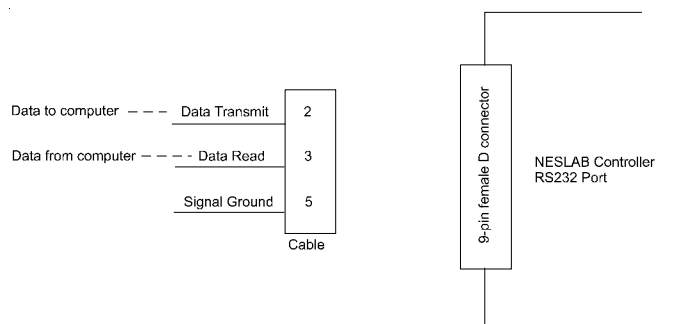 Data to computer — — — Data Transmit 2
Data from computer — — — - Data Read 3
Signal Ground 5
Cable
9-pin female D connector
NESLAB Controller
RS232 Port